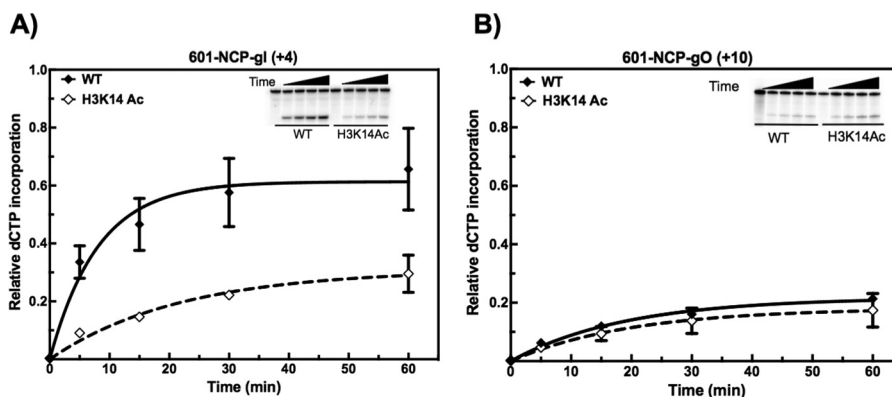 A)
601-NCP-gI (+4)
Relative dCTP incorporation
1.0
0.8
0.6
0.4
0.2
0
10
20
30
40
50
60
Time (min)
WT
H3K14 Ac
Time
WT
H3K14Ac
B)
601-NCP-gO (+10)
Relative dCTP incorporation
1.0
0.8
0.6
0.4
0.2
0
10
20
30
40
50
60
Time (min)
WT
H3K14 Ac
Time
WT
H3K14Ac